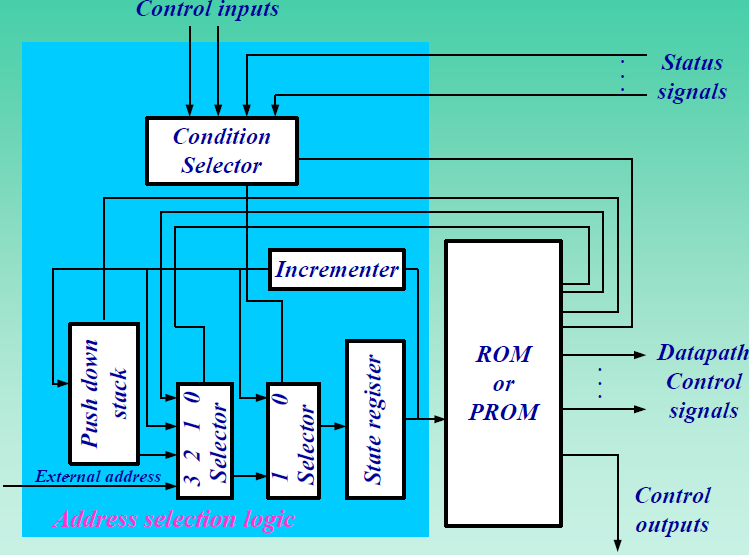 Control inputs
Status
signals
Condition
Selector
Incrementer
Push down
stack
3 2 1 0
Selector
1 0
Selector
State register
ROM
or
PROM
Datapath
Control
signals
External address
Address selection logic
Control
outputs